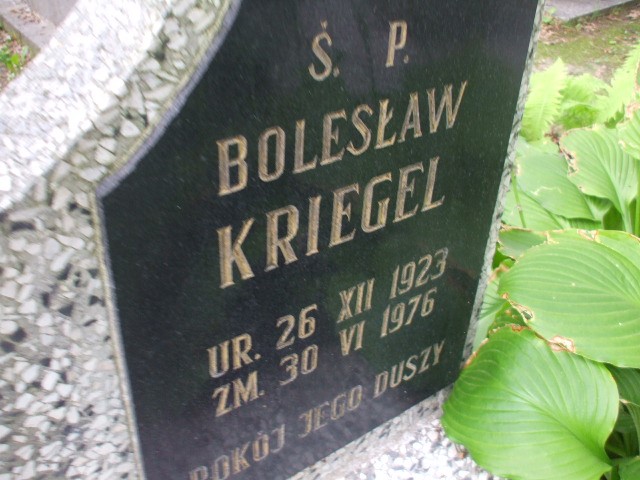 Ś. P.
BOLESŁAW
KRIEGEL
UR. 26 XII 1923
ZM. 30 VI 1976
POKÓJ JEGO DUSZY